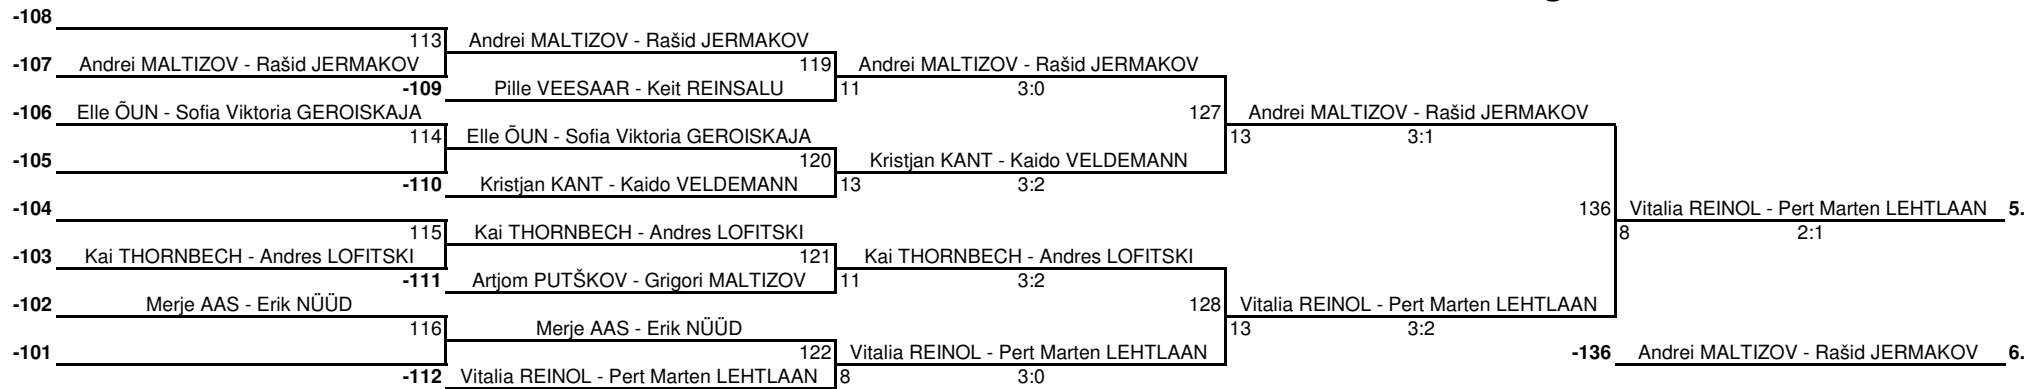 -108
113 Andrei MALTIZOV - Rašid JERMAKOV
-107 Andrei MALTIZOV - Rašid JERMAKOV 119 Andrei MALTIZOV - Rašid JERMAKOV
-109 Pille VEESAAR - Keit REINSALU 11 3:0
-106 Elle ÕUN - Sofia Viktoria GEROISKAJA 127 Andrei MALTIZOV - Rašid JERMAKOV
114 Elle ÕUN - Sofia Viktoria GEROISKAJA 13 3:1
-105 120 Kristjan KANT - Kaido VELDEMANN
-110 Kristjan KANT - Kaido VELDEMANN 13 3:2
-104 136 Vitalia REINOL - Pert Marten LEHTLAAN 5.
115 Kai THORNBECH - Andres LOFITSKI 8 2:1
-103 Kai THORNBECH - Andres LOFITSKI 121 Kai THORNBECH - Andres LOFITSKI
-111 Artjom PUTŠKOV - Grigori MALTIZOV 11 3:2
-102 Merje AAS - Erik NÜÜD 128 Vitalia REINOL - Pert Marten LEHTLAAN
116 Merje AAS - Erik NÜÜD 13 3:2
-101 122 Vitalia REINOL - Pert Marten LEHTLAAN -136 Andrei MALTIZOV - Rašid JERMAKOV 6.
-112 Vitalia REINOL - Pert Marten LEHTLAAN 8 3:0